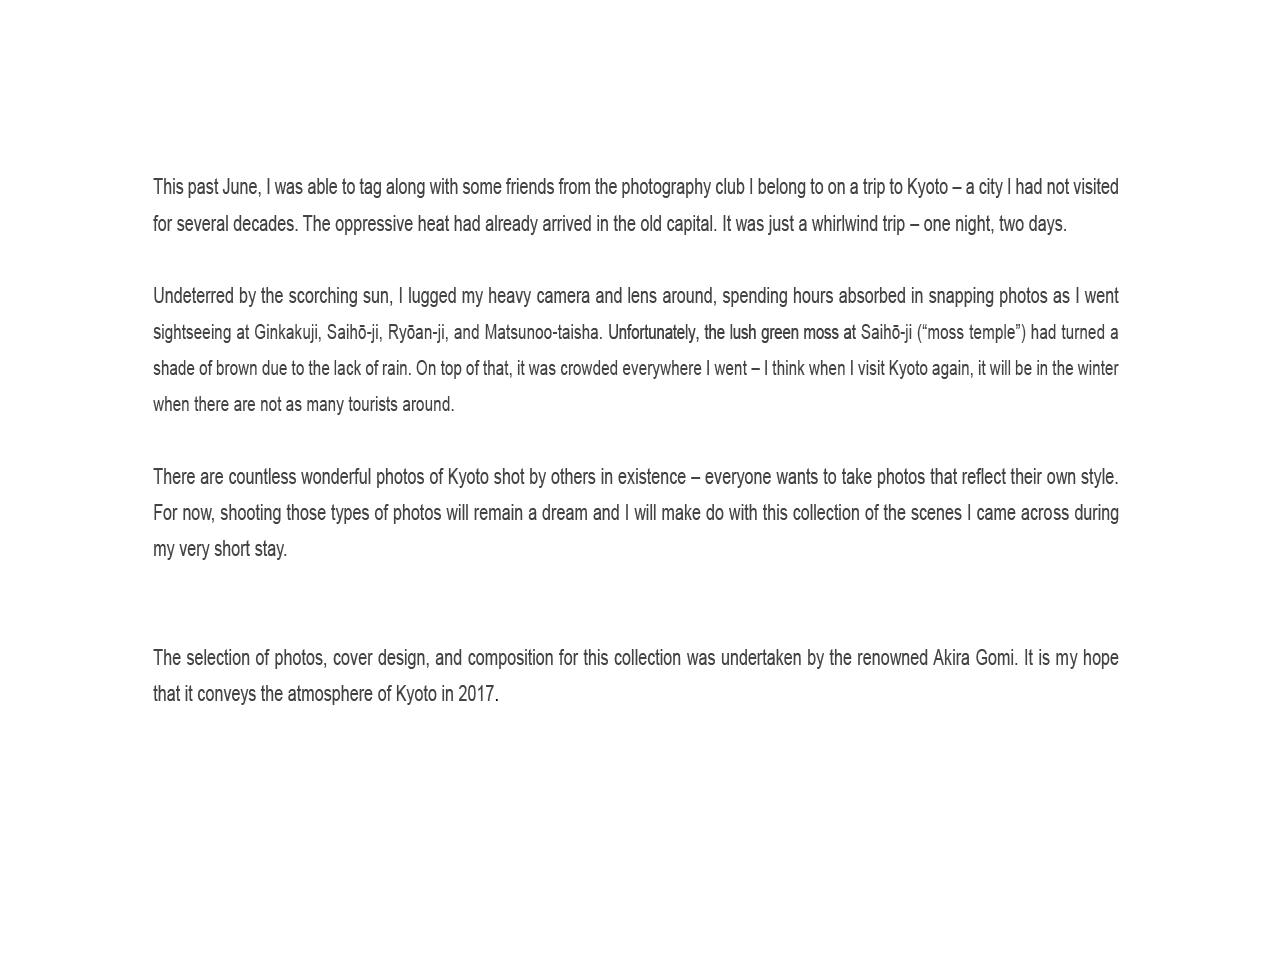 This past June, I was able to tag along with some friends from the photography club I belong to on a trip to Kyoto – a city I had not visited
for several decades. The oppressive heat had already arrived in the old capital. It was just a whirlwind trip – one night, two days.
Undeterred by the scorching sun, I lugged my heavy camera and lens around, spending hours absorbed in snapping photos as I went
sightseeing at Ginkakuji, Saihō-ji, Ryōan-ji, and Matsunoo-taisha. Unfortunately, the lush green moss at Saihō-ji (“moss temple”) had turned a
shade of brown due to the lack of rain. On top of that, it was crowded everywhere I went – I think when I visit Kyoto again, it will be in the winter
when there are not as many tourists around.
There are countless wonderful photos of Kyoto shot by others in existence – everyone wants to take photos that reflect their own style.
For now, shooting those types of photos will remain a dream and I will make do with this collection of the scenes I came across during
my very short stay.
The selection of photos, cover design, and composition for this collection was undertaken by the renowned Akira Gomi. It is my hope
that it conveys the atmosphere of Kyoto in 2017.